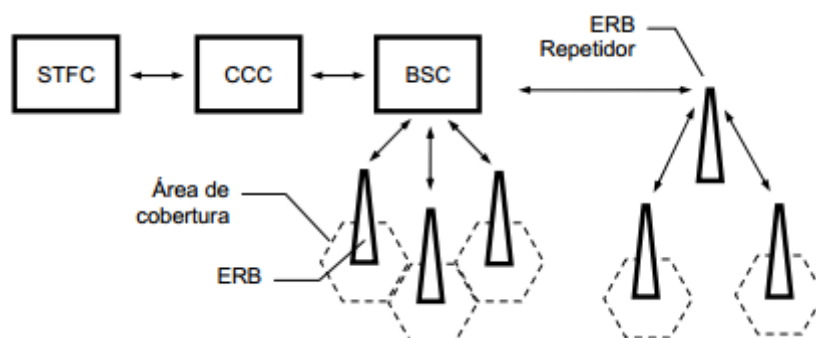 ERB
Repetidor
STFC
CCC
BSC
Área de
cobertura
ERB